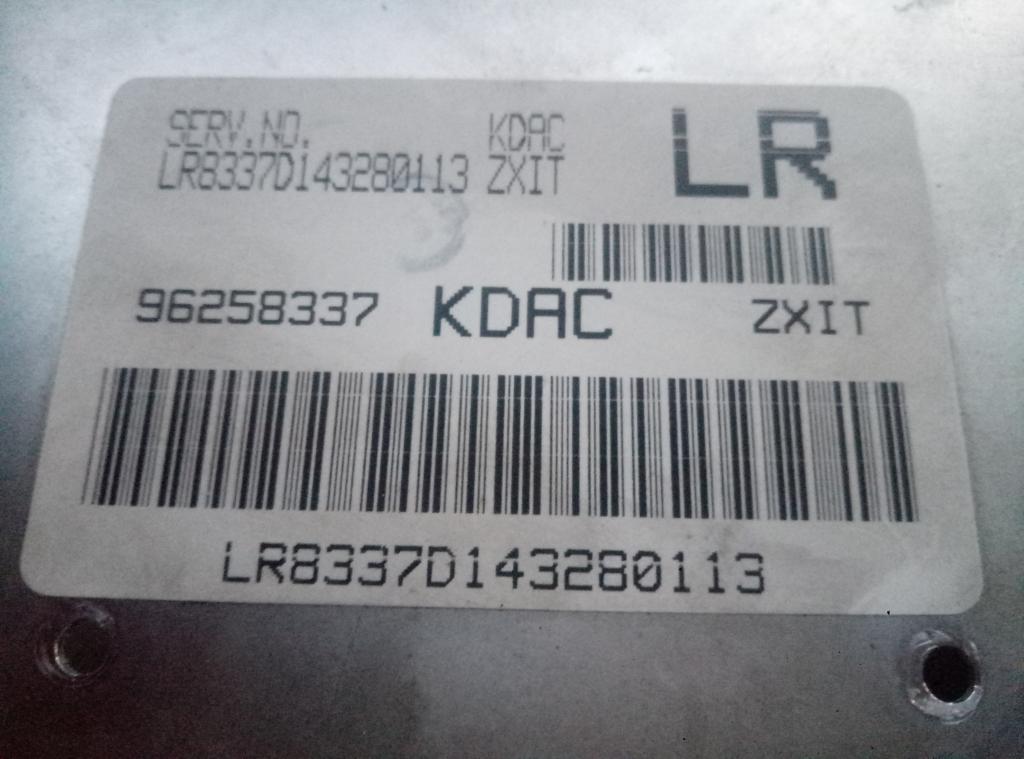 SERV.NO. KDAC LR
LR8337D143280113 ZXIT
96258337 KDAC ZXIT
LR8337D143280113